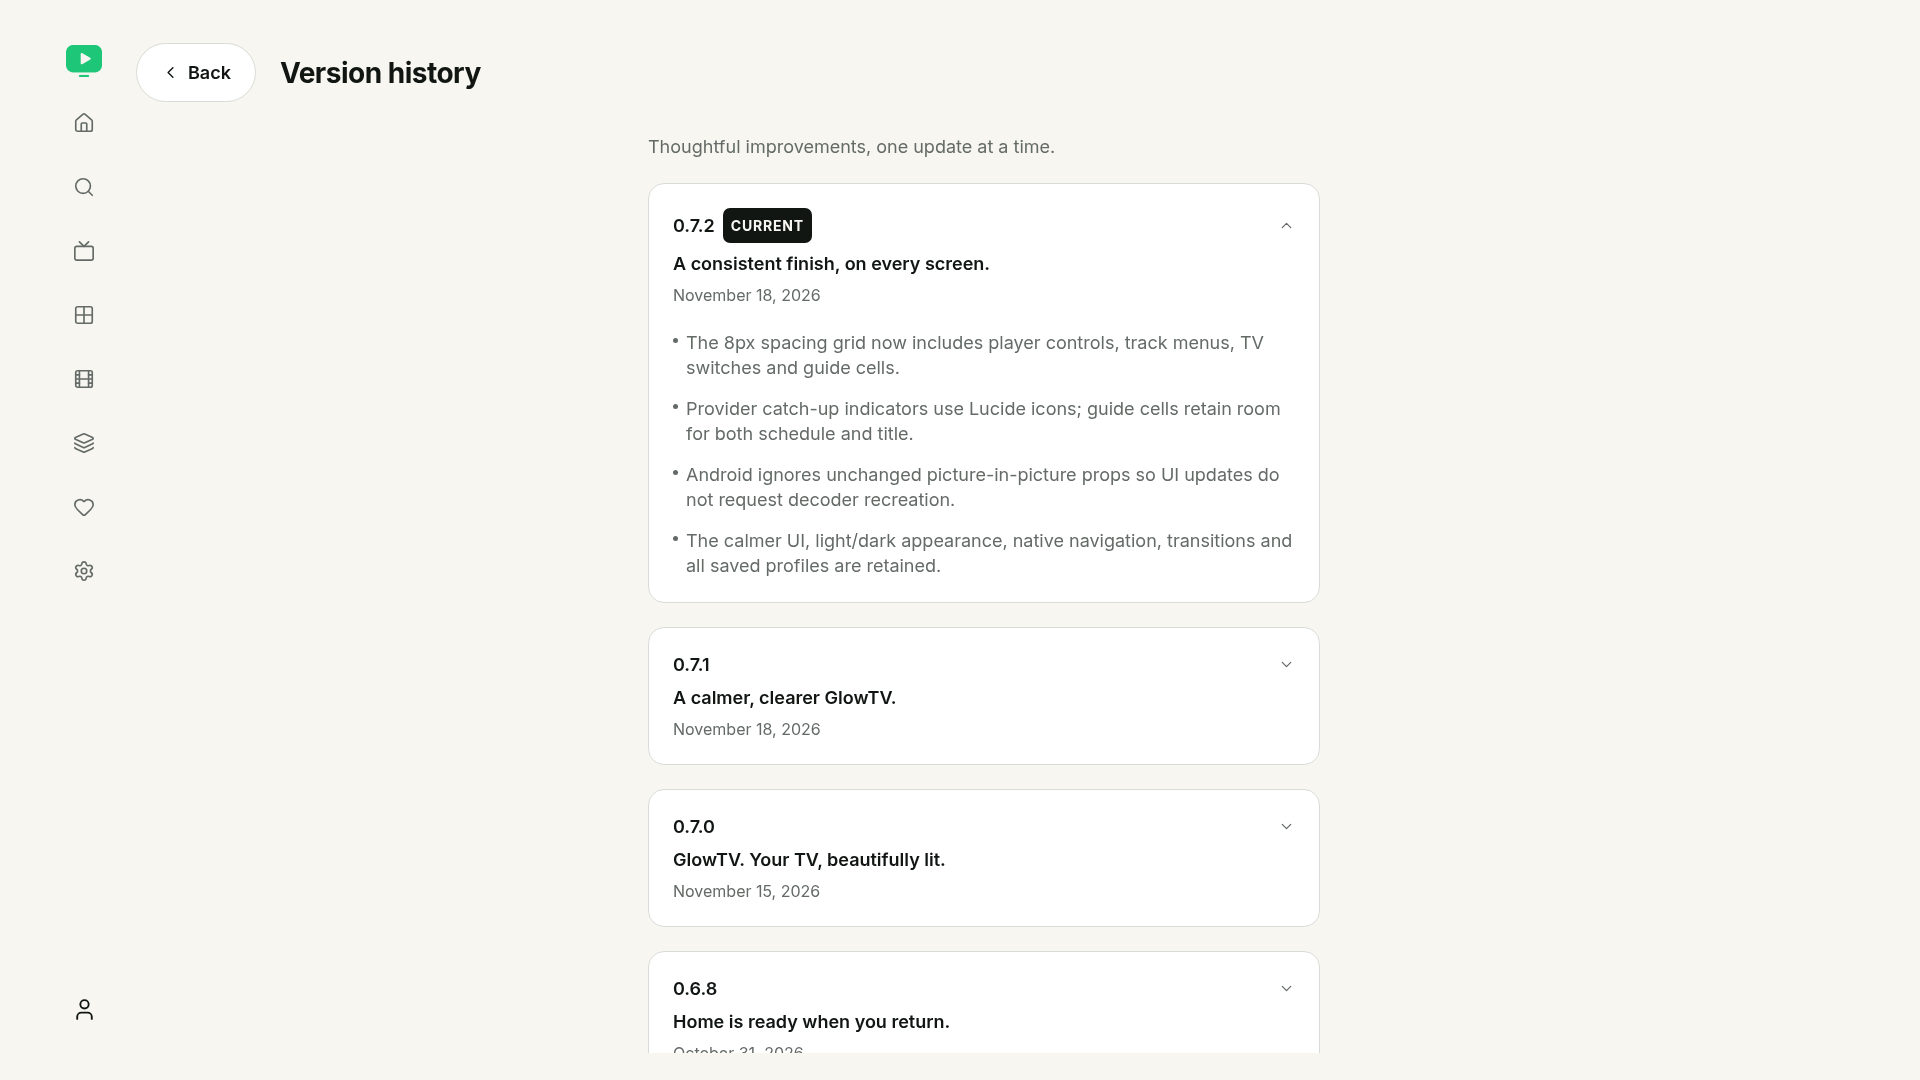 Back
Version history
Thoughtful improvements, one update at a time.
0.7.2 CURRENT
A consistent finish, on every screen.
November 18, 2026
• The 8px spacing grid now includes player controls, track menus, TV
switches and guide cells.
• Provider catch-up indicators use Lucide icons; guide cells retain room
for both schedule and title.
• Android ignores unchanged picture-in-picture props so UI updates do
not request decoder recreation.
• The calmer UI, light/dark appearance, native navigation, transitions and
all saved profiles are retained.
0.7.1
A calmer, clearer GlowTV.
November 18, 2026
0.7.0
GlowTV. Your TV, beautifully lit.
November 15, 2026
0.6.8
Home is ready when you return.
October 31, 2026